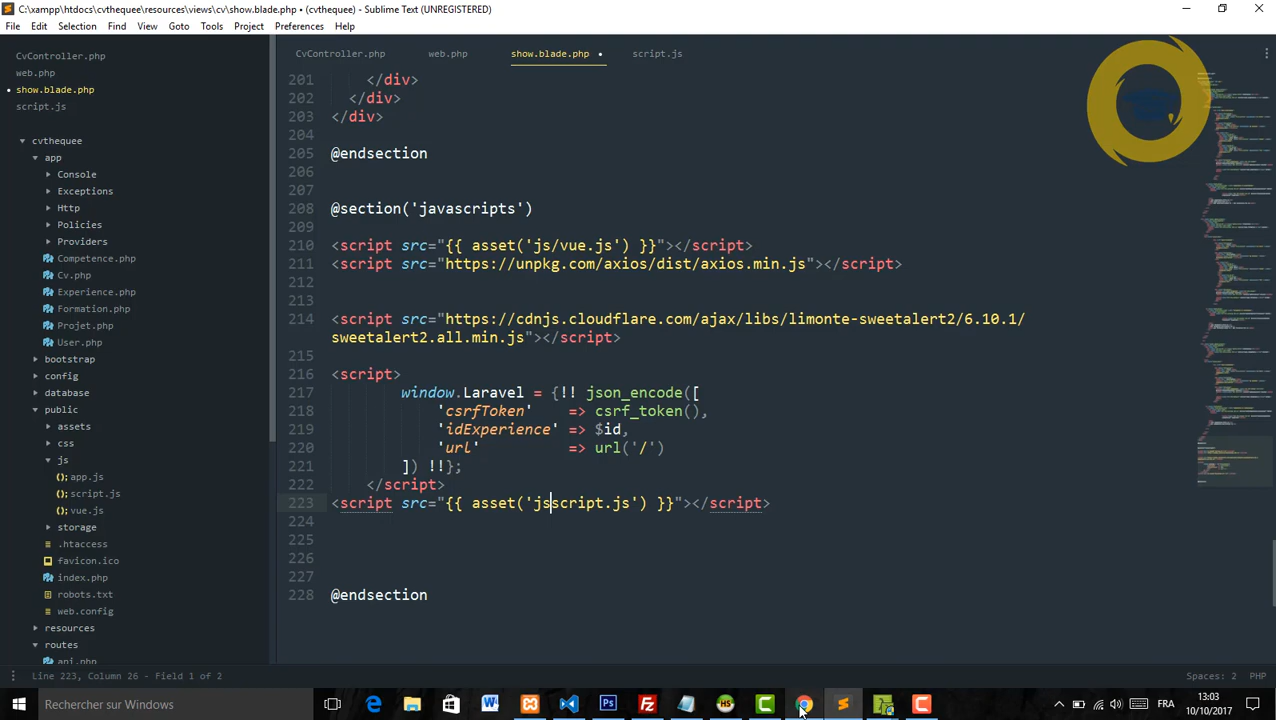 C:\xampp\htdocs\cvthequee\resources\views\cv\show.blade.php • (cvthequee) - Sublime Text (UNREGISTERED)
File Edit Selection Find View Goto Tools Project Preferences Help
CvController.php
web.php
show.blade.php
script.js
cvthequee
app
Console
Exceptions
Http
Policies
Providers
Competence.php
Cv.php
Experience.php
Formation.php
Projet.php
User.php
bootstrap
config
database
public
assets
css
js
app.js
script.js
vue.js
storage
.htaccess
favicon.ico
index.php
robots.txt
web.config
resources
routes
api.php
CvController.php web.php show.blade.php • script.js
201 </div>
202 </div>
203 </div>
204
205 @endsection
206
207
208 @section('javascripts')
209
210 <script src="{{ asset('js/vue.js') }}"></script>
211 <script src="https://unpkg.com/axios/dist/axios.min.js"></script>
212
213
214 <script src="https://cdnjs.cloudflare.com/ajax/libs/limonte-sweetalert2/6.10.1/
sweetalert2.all.min.js"></script>
215
216 <script>
217 window.Laravel = {!! json_encode([
218 'csrfToken' => csrf_token(),
219 'idExperience' => $id,
220 'url' => url('/')
221 ]) !!};
222 </script>
223 <script src="{{ asset('jsscript.js') }}"></script>
224
225
226
227
228 @endsection
Line 223, Column 26 - Field 1 of 2
Spaces: 2 PHP
Rechercher sur Windows
FRA
13:03
10/10/2017